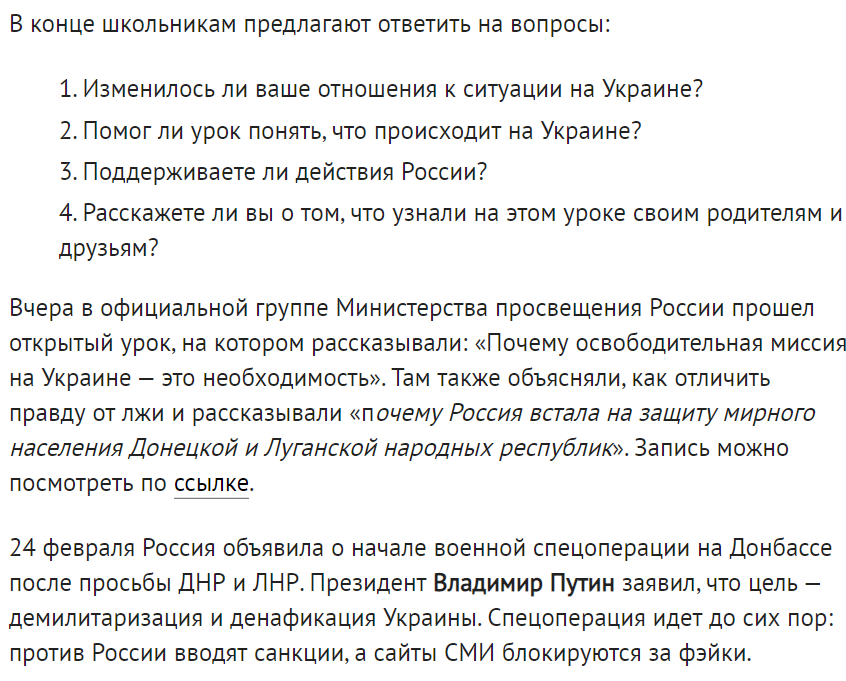 В конце школьникам предлагают ответить на вопросы:
1. Изменилось ли ваше отношения к ситуации на Украине?
2. Помог ли урок понять, что происходит на Украине?
3. Поддерживаете ли действия России?
4. Расскажете ли вы о том, что узнали на этом уроке своим родителям и
друзьям?
Вчера в официальной группе Министерства просвещения России прошел
открытый урок, на котором рассказывали: «Почему освободительная миссия
на Украине — это необходимость». Там также объясняли, как отличить
правду от лжи и рассказывали «почему Россия встала на защиту мирного
населения Донецкой и Луганской народных республик». Запись можно
посмотреть по ссылке.
24 февраля Россия объявила о начале военной спецоперации на Донбассе
после просьбы ДНР и ЛНР. Президент Владимир Путин заявил, что цель —
демилитаризация и денафикация Украины. Спецоперация идет до сих пор:
против России вводят санкции, а сайты СМИ блокируются за фэйки.